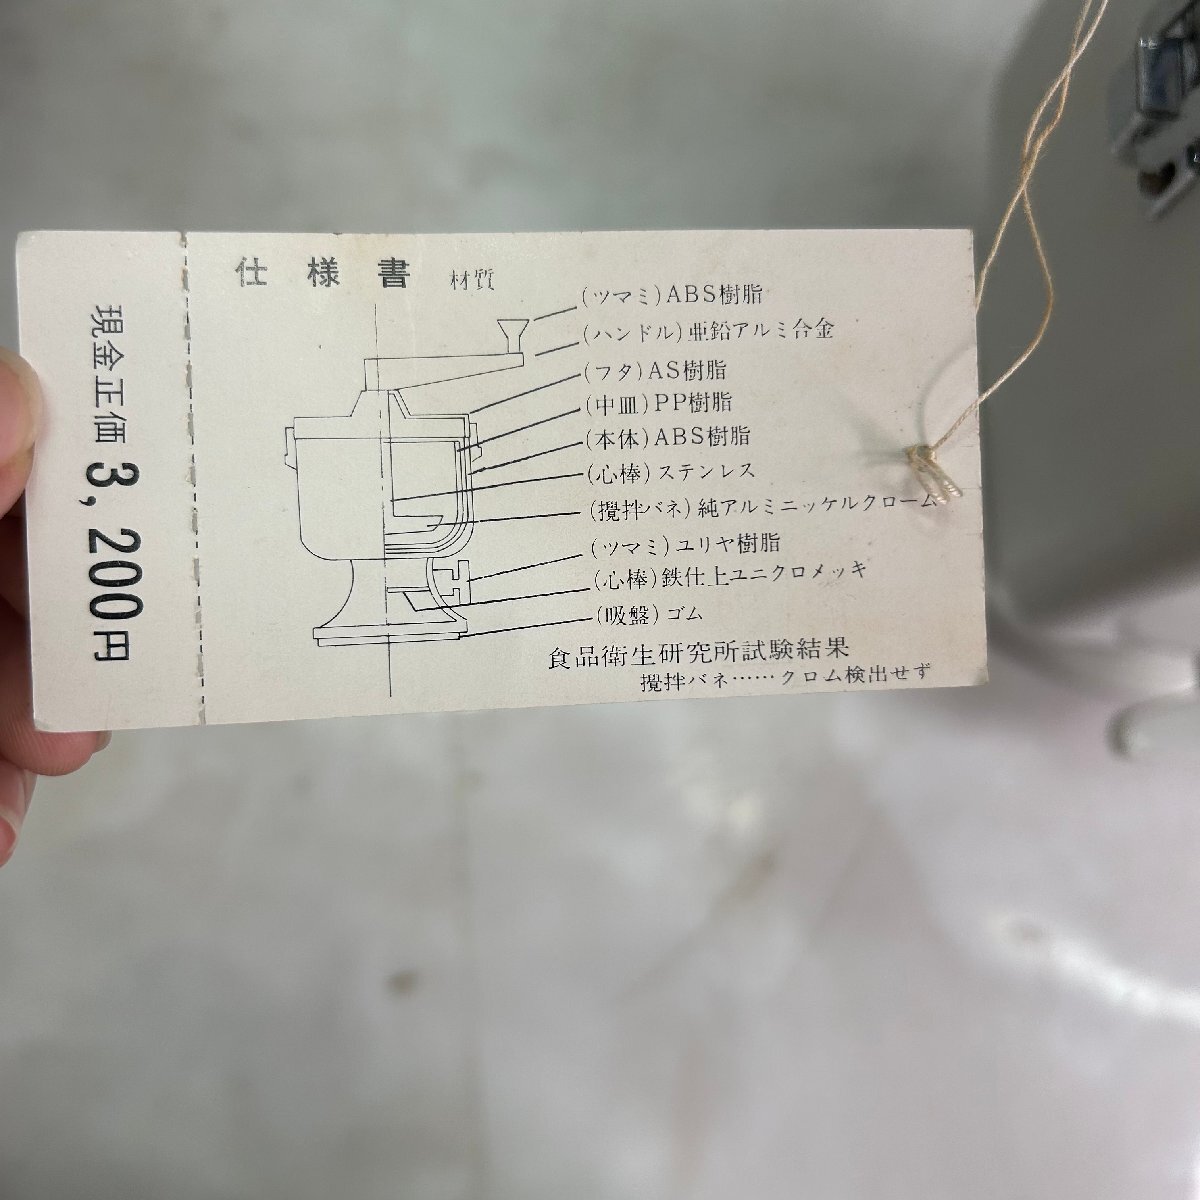 現金正価 3,200円
仕様書 材質
(ツマミ)ABS樹脂
(ハンドル)亜鉛アルミ合金
(フタ)AS樹脂
(中皿)PP樹脂
(本体)ABS樹脂
(心棒)ステンレス
(攪拌バネ)純アルミニッケルクローム
(ツマミ)ユリヤ樹脂
(心棒)鉄仕上ユニクロメッキ
(吸盤)ゴム
食品衛生研究所試験結果
攪拌バネ……クロム検出せず